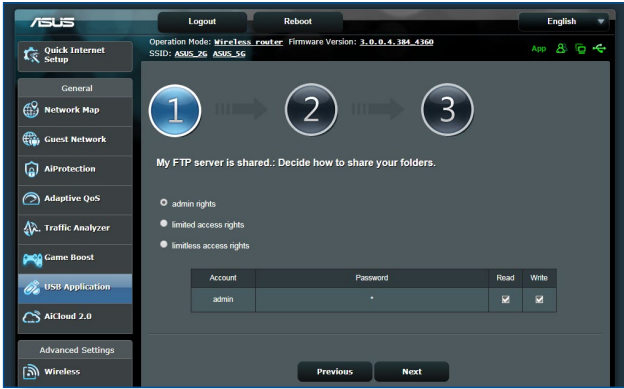 ASUS
Logout
Reboot
English
Quick Internet
Setup
Operation Mode: Wireless router Firmware Version: 3.0.0.4.384_4360
SSID: ASUS_2G ASUS_5G
App
General
Network Map
Guest Network
AiProtection
Adaptive QoS
Traffic Analyzer
Game Boost
USB Application
AiCloud 2.0
Advanced Settings
Wireless
1
2
3
My FTP server is shared.: Decide how to share your folders.
admin rights
limited access rights
limitless access rights
Account Password Read Write
admin *
Previous Next